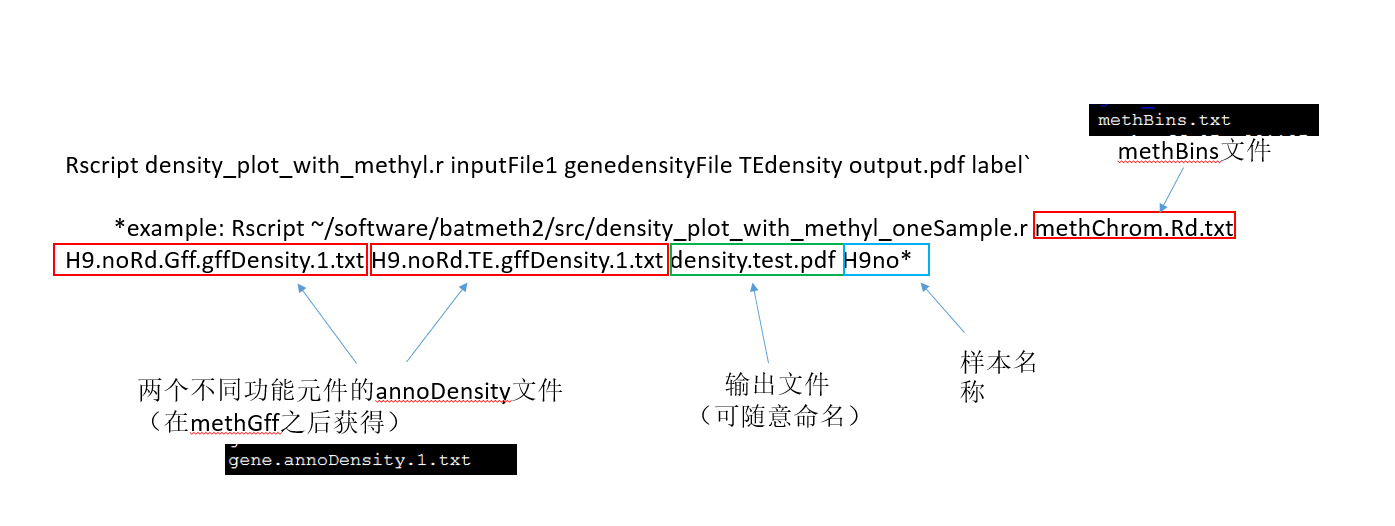 methBins.txt
methBins文件
Rscript density_plot_with_methyl.r inputFile1 genedensityFile TEdensity output.pdf label`
*example: Rscript ~/software/batmeth2/src/density_plot_with_methyl_oneSample.r methChrom.Rd.txt
H9.noRd.Gff.gffDensity.1.txt H9.noRd.TE.gffDensity.1.txt density.test.pdf H9no*
两个不同功能元件的annoDensity文件
（在methGff之后获得）
gene.annoDensity.1.txt
输出文件
（可随意命名）
样本名
称